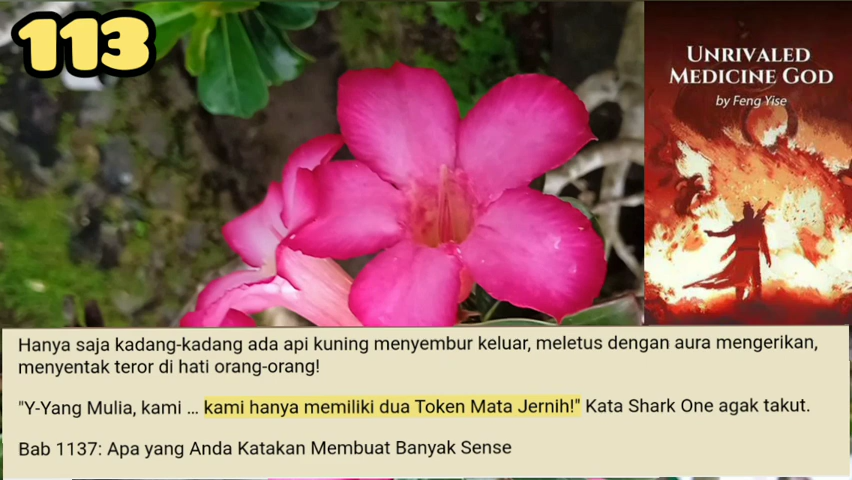 113
UNRIVALED
MEDICINE GOD
by Feng Yise
Hanya saja kadang-kadang ada api kuning menyembur keluar, meletus dengan aura mengerikan,
menyentak teror di hati orang-orang!
"Y-Yang Mulia, kami ... kami hanya memiliki dua Token Mata Jernih!" Kata Shark One agak takut.
Bab 1137: Apa yang Anda Katakan Membuat Banyak Sense